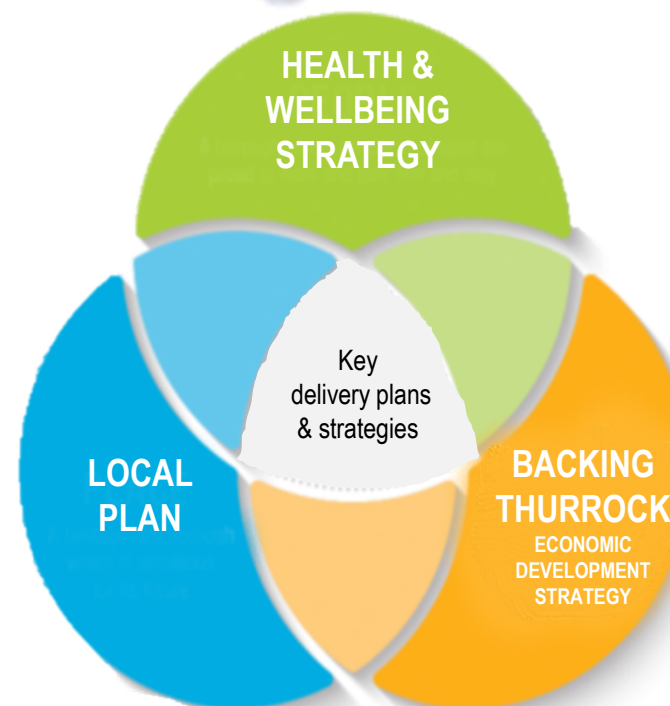 HEALTH &
WELLBEING
STRATEGY
Key
delivery plans
& strategies
LOCAL
PLAN
BACKING
THURROCK
ECONOMIC
DEVELOPMENT
STRATEGY